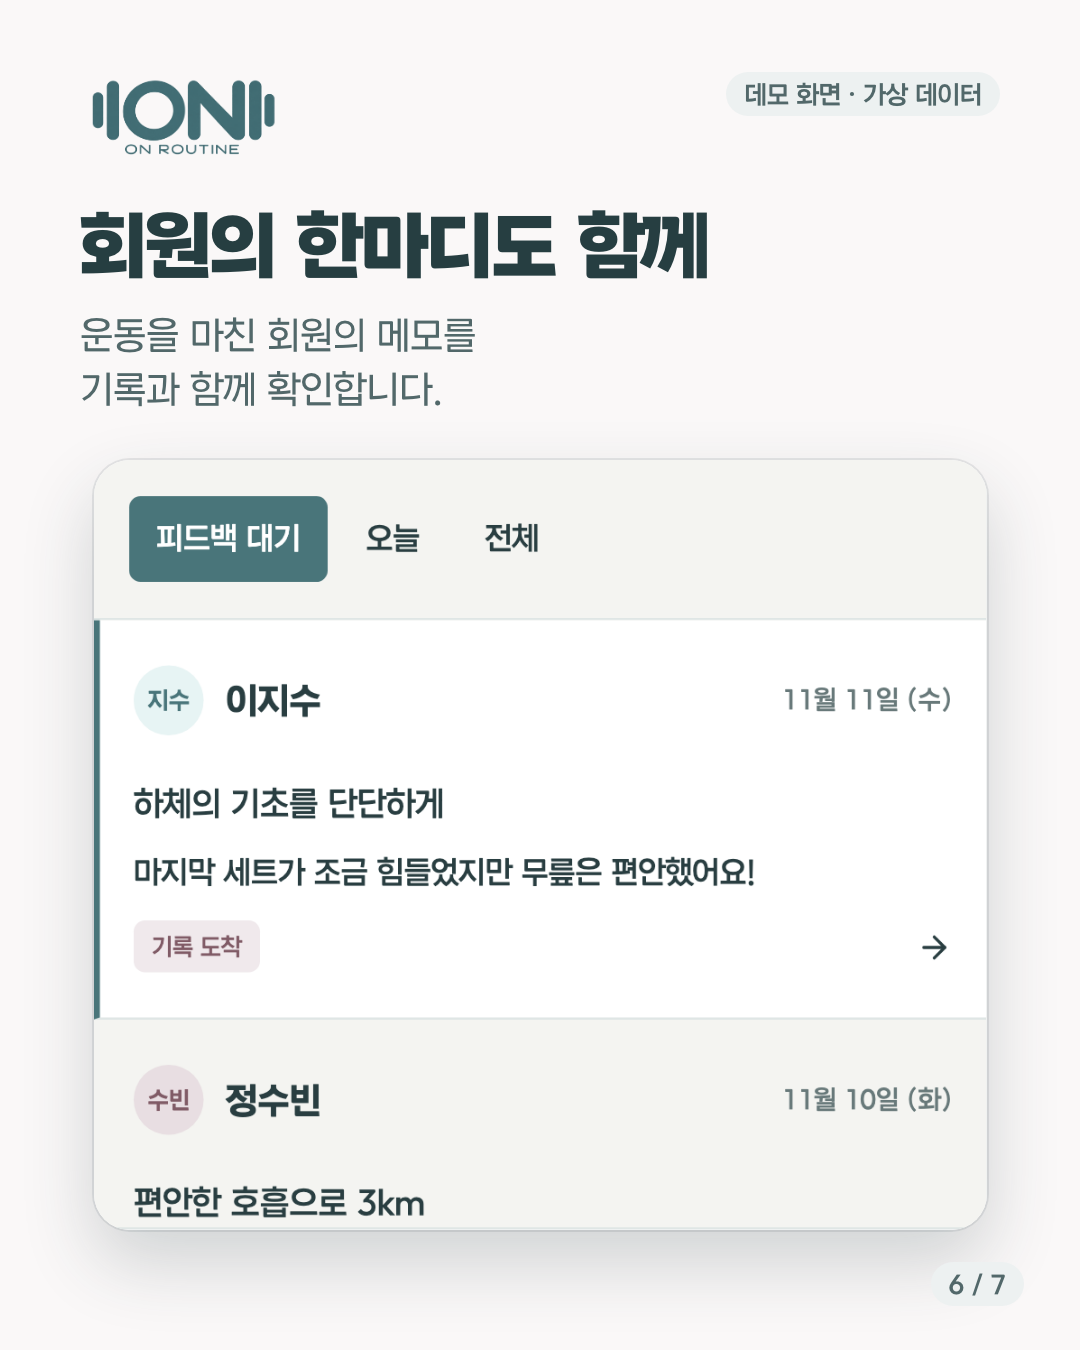 ION
ON ROUTINE
데모 화면 · 가상 데이터
회원의 한마디도 함께
운동을 마친 회원의 메모를
기록과 함께 확인합니다.
피드백 대기 오늘 전체
지수 이지수 11월 11일 (수)
하체의 기초를 단단하게
마지막 세트가 조금 힘들었지만 무릎은 편안했어요!
기록 도착 →
수빈 정수빈 11월 10일 (화)
편안한 호흡으로 3km
6 / 7